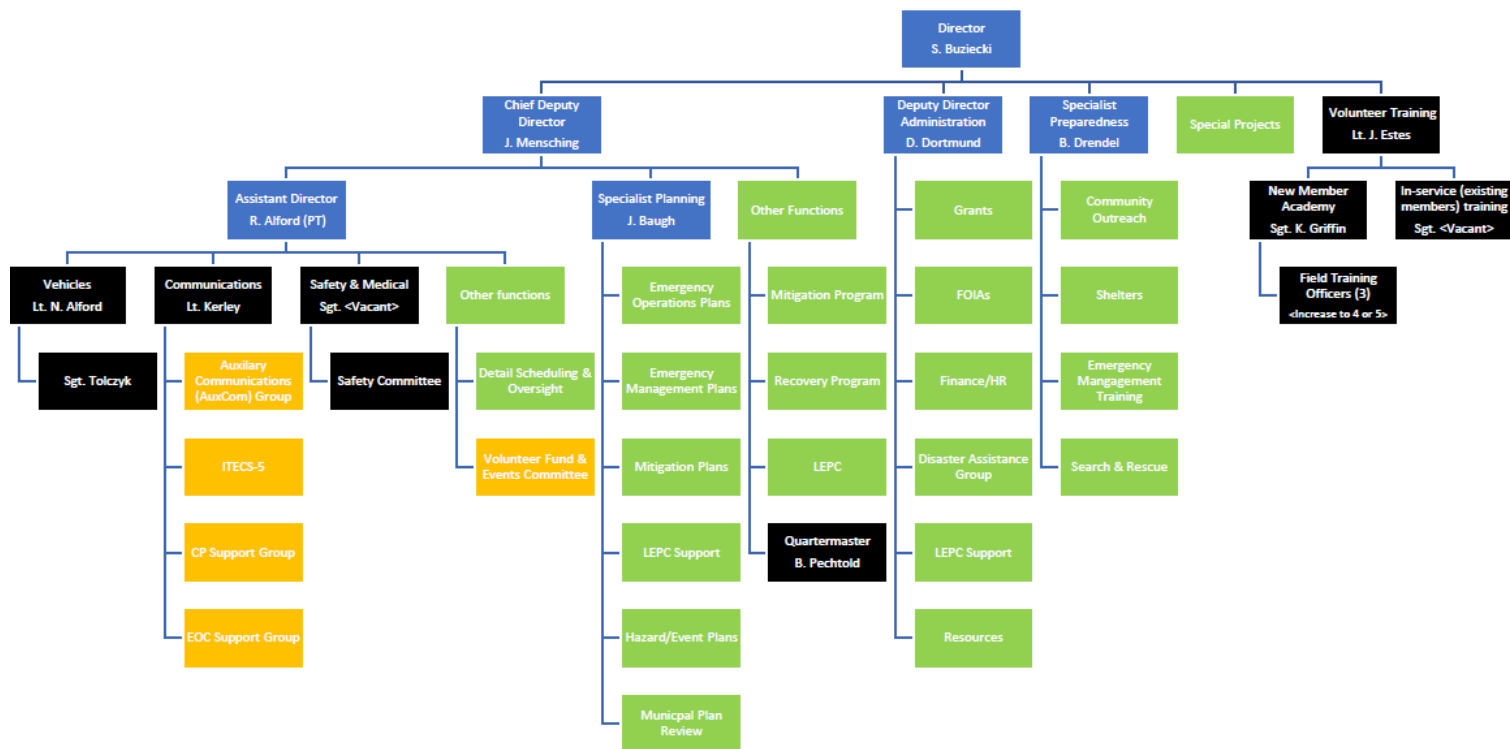 Director
S. Buziecki
Chief Deputy
Director
J. Mensching
Deputy Director
Administration
D. Dortmund
Specialist
Preparedness
B. Drendel
Special Projects
Volunteer Training
Lt. J. Estes
Assistant Director
R. Alford (PT)
Specialist Planning
J. Baugh
Other Functions
Grants
Community
Outreach
New Member
Academy
Sgt. K. Griffin
In-service (existing
members) training
Sgt. <Vacant>
Vehicles
Lt. N. Alford
Communications
Lt. Kerley
Safety & Medical
Sgt. <Vacant>
Other functions
Emergency
Operations Plans
Mitigation Program
FOIAs
Shelters
Field Training
Officers (3)
<Increase to 4 or 5>
Sgt. Tolczyk
Auxilary
Communications
(AuxCom) Group
Safety Committee
Detail Scheduling &
Oversight
Emergency
Management Plans
Recovery Program
Finance/HR
Emergency
Mangagement
Training
ITECS-5
Volunteer Fund &
Events Committee
Mitigation Plans
LEPC
Disaster Assistance
Group
Search & Rescue
CP Support Group
LEPC Support
Quartermaster
B. Pechtold
LEPC Support
EOC Support Group
Hazard/Event Plans
Resources
Municpal Plan
Review